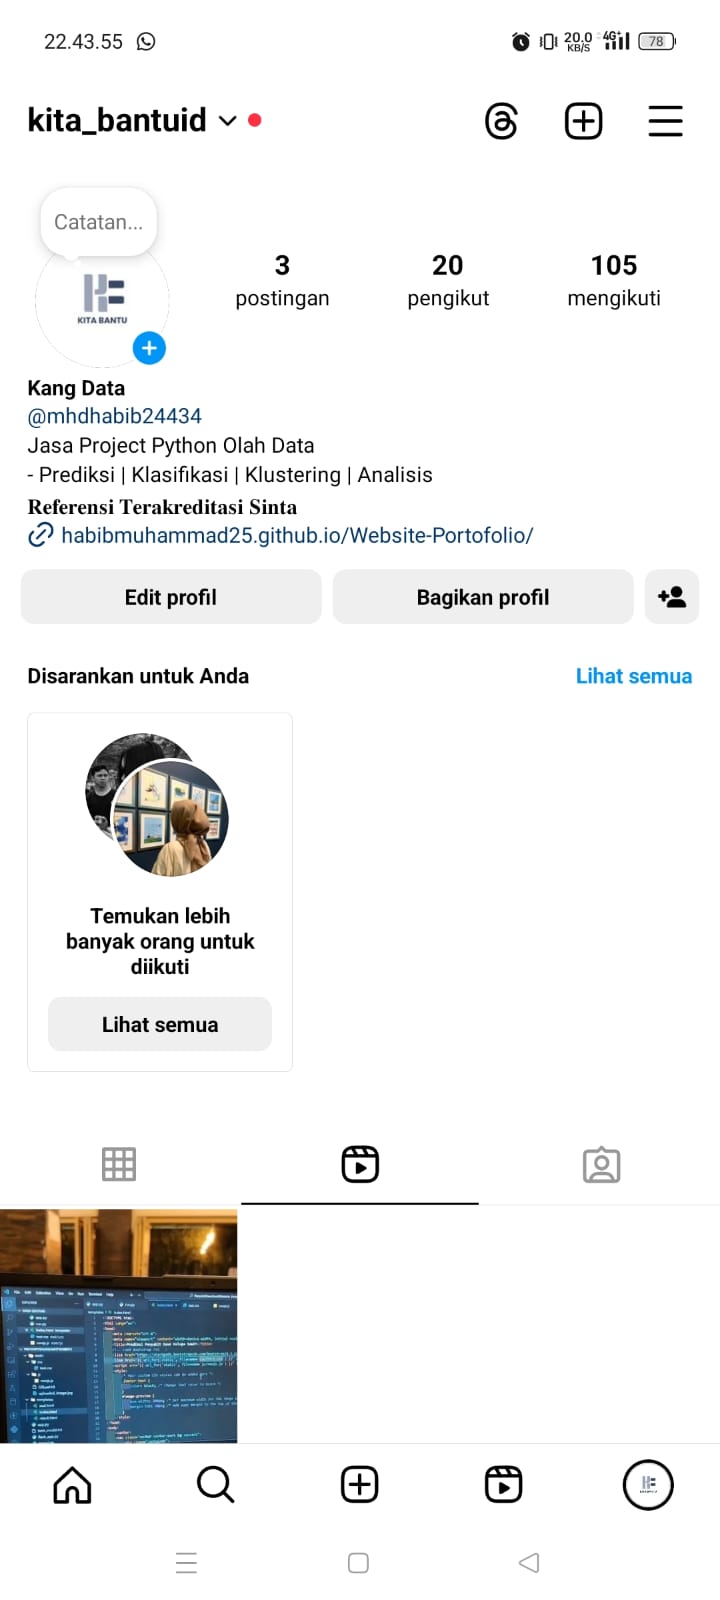 22.43.55
20.0
KB/S
4G+
78
kita_bantuid
Catatan...
KITA BANTU
3
postingan
20
pengikut
105
mengikuti
Kang Data
@mhdhabib24434
Jasa Project Python Olah Data
- Prediksi | Klasifikasi | Klustering | Analisis
Referensi Terakreditasi Sinta
habibmuhammad25.github.io/Website-Portofolio/
Edit profil
Bagikan profil
Disarankan untuk Anda
Lihat semua
Temukan lebih
banyak orang untuk
diikuti
Lihat semua